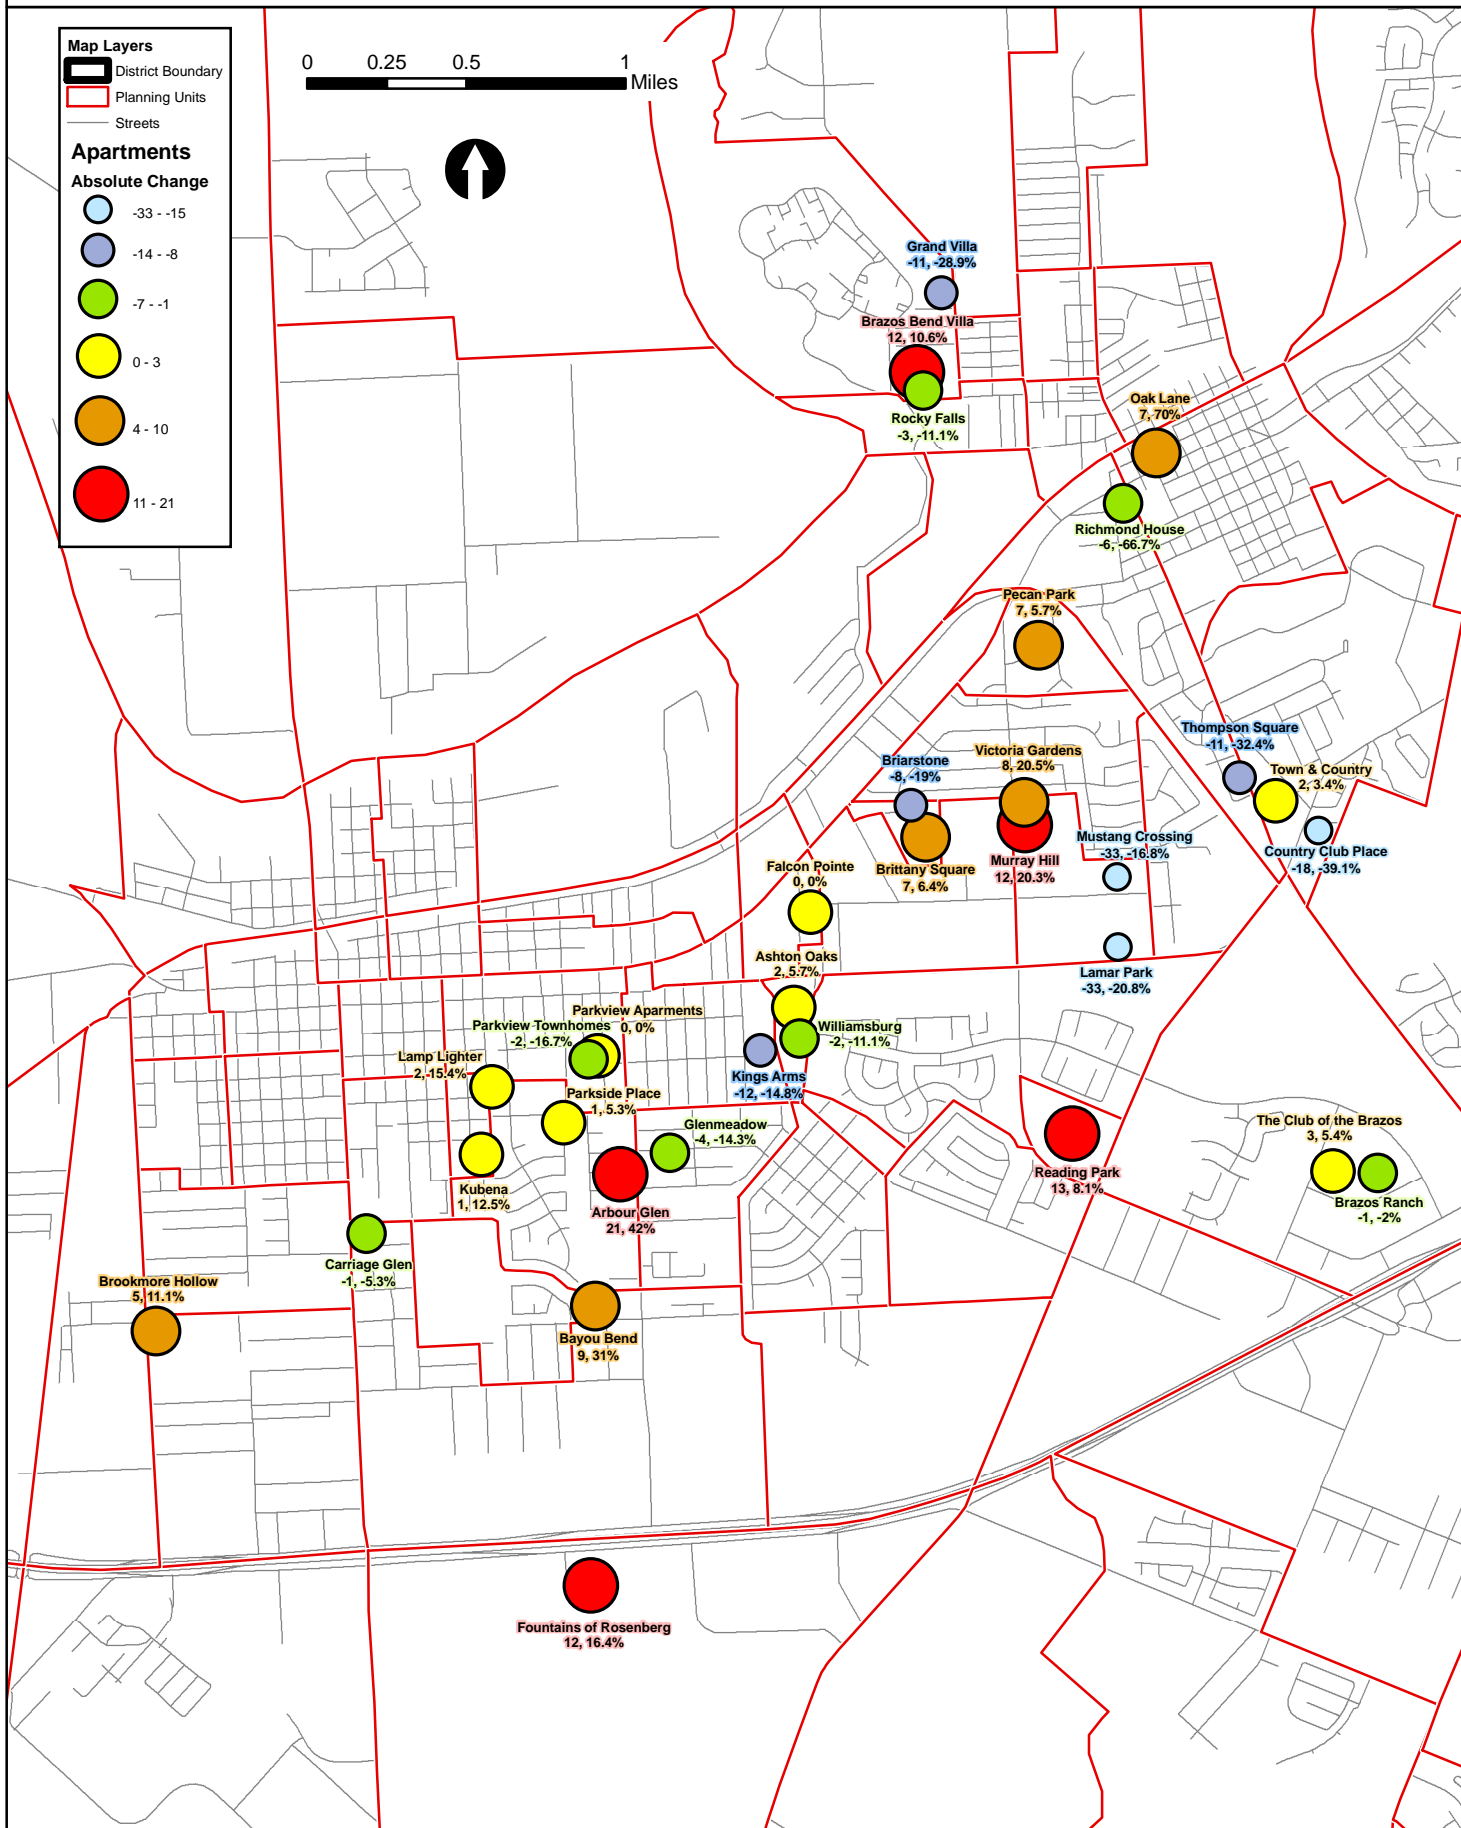 Map Layers
District Boundary
Planning Units
Streets
Apartments
Absolute Change
-33 - -15
-14 - -8
-7 - -1
0 - 3
4 - 10
11 - 21
0 0.25 0.5 1
Miles
Grand Villa
-11, -28.9%
Brazos Bend Villa
12, 10.6%
Rocky Falls
-3, -11.1%
Oak Lane
7, 70%
Richmond House
-6, -66.7%
Pecan Park
7, 5.7%
Thompson Square
-11, -32.4%
Town & Country
2, 3.4%
Country Club Place
-18, -39.1%
Victoria Gardens
8, 20.5%
Briarstone
-8, -19%
Brittany Square
7, 6.4%
Murray Hill
12, 20.3%
Mustang Crossing
-33, -16.8%
Falcon Pointe
0, 0%
Ashton Oaks
2, 5.7%
Lamar Park
-33, -20.8%
Parkview Aparments
0, 0%
Parkview Townhomes
-2, -16.7%
Williamsburg
-2, -11.1%
Lamp Lighter
2, 15.4%
Kings Arms
-12, -14.8%
Parkside Place
1, 5.3%
Glenmeadow
-4, -14.3%
The Club of the Brazos
3, 5.4%
Reading Park
13, 8.1%
Brazos Ranch
-1, -2%
Kubena
1, 12.5%
Arbour Glen
21, 42%
Carriage Glen
-1, -5.3%
Brookmore Hollow
5, 11.1%
Bayou Bend
9, 31%
Fountains of Rosenberg
12, 16.4%